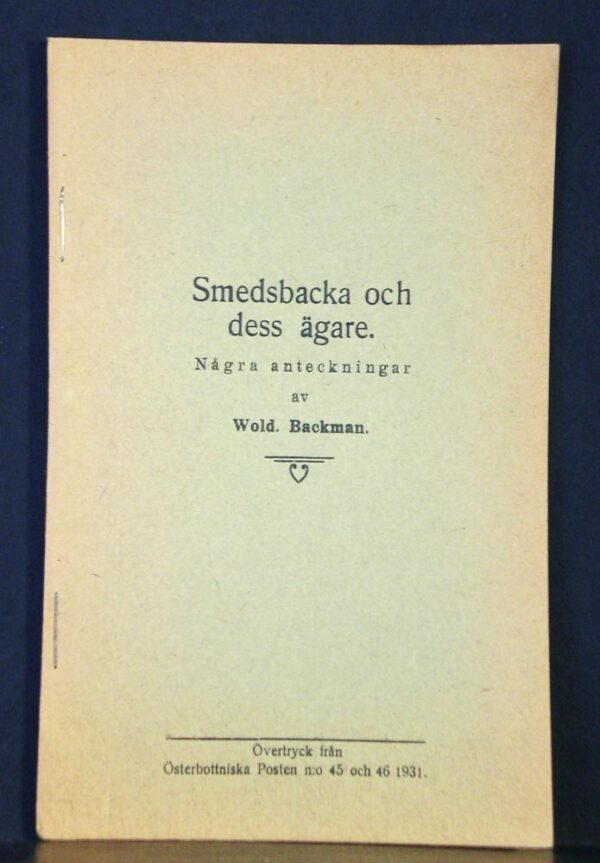 Smedsbacka och
dess ägare.
Några anteckningar
av
Wold. Backman.
Övertryck från
Österbottniska Posten n:o 45 och 46 1931.